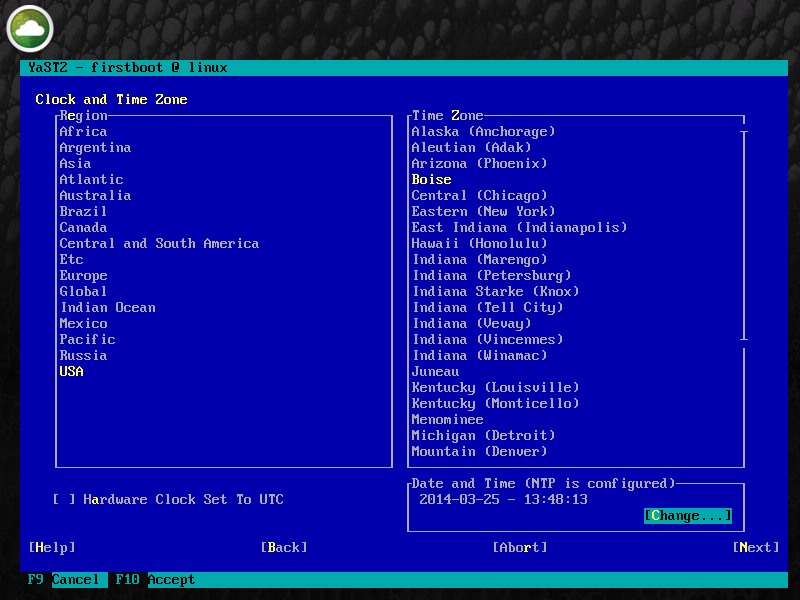 YaST2 - firstboot @ linux
Clock and Time Zone
Region
Africa
Argentina
Asia
Atlantic
Australia
Brazil
Canada
Central and South America
Etc
Europe
Global
Indian Ocean
Mexico
Pacific
Russia
USA
Time Zone
Alaska (Anchorage)
Aleutian (Adak)
Arizona (Phoenix)
Boise
Central (Chicago)
Eastern (New York)
East Indiana (Indianapolis)
Hawaii (Honolulu)
Indiana (Marengo)
Indiana (Petersburg)
Indiana Starke (Knox)
Indiana (Tell City)
Indiana (Vevay)
Indiana (Vincennes)
Indiana (Winamac)
Juneau
Kentucky (Louisville)
Kentucky (Monticello)
Menominee
Michigan (Detroit)
Mountain (Denver)
[ ] Hardware Clock Set To UTC
Date and Time (NTP is configured)
2014-03-25 - 13:48:13
[Change...]
[Help] [Back] [Abort] [Next]
F9 Cancel F10 Accept